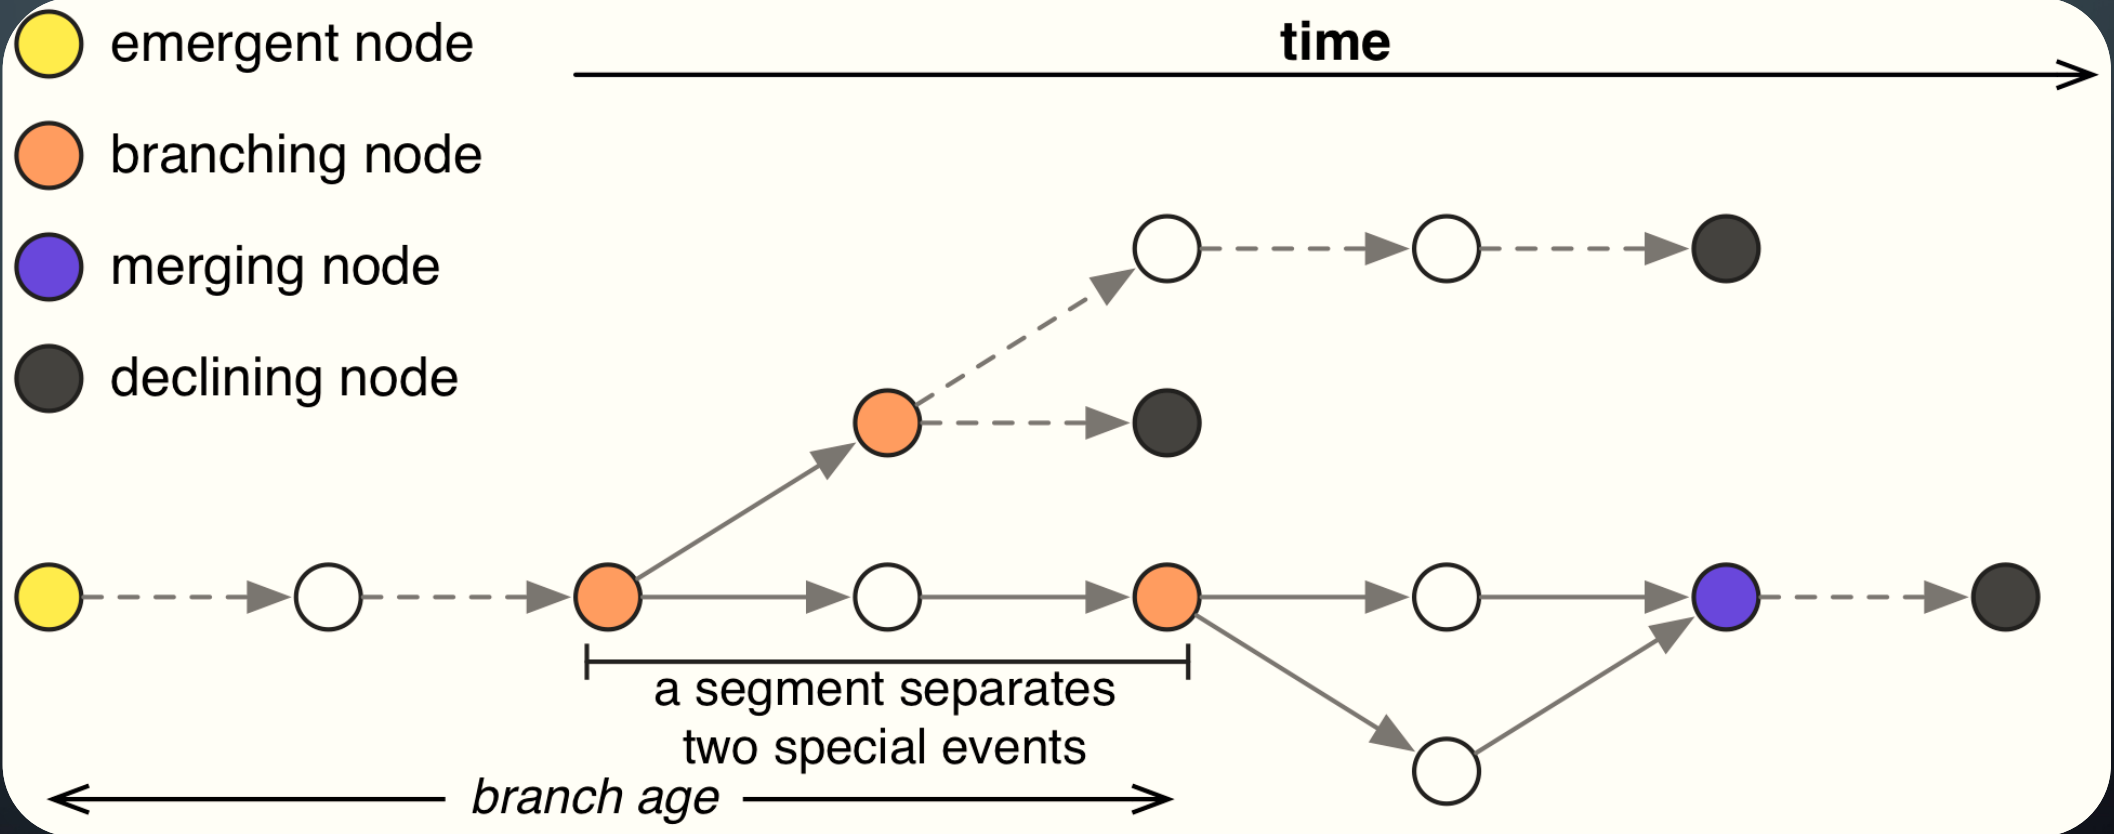 emergent node
time
branching node
merging node
declining node
a segment separates
two special events
branch age